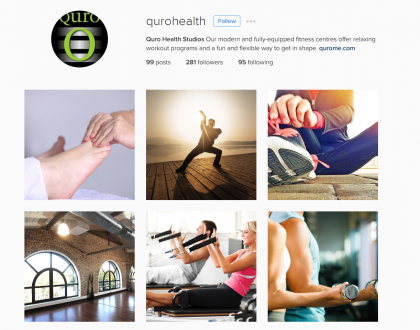 Quro
qurohealth Follow •••
Quro Health Studios Our modern and fully-equipped fitness centres offer relaxing
workout programs and a fun and flexible way to get in shape. qurome.com
99 posts 281 followers 95 following